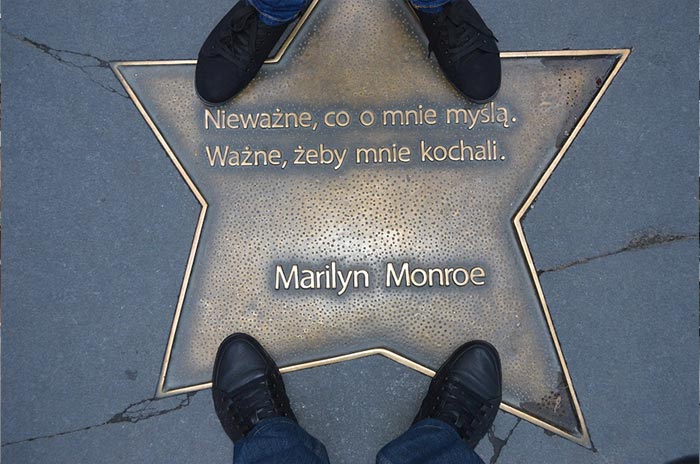 Nieważne, co o mnie myślą.
Ważne, żeby mnie kochali.
Marilyn Monroe